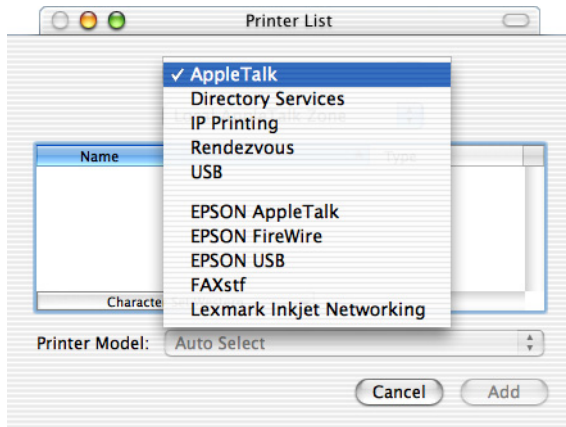 Printer List
✓ AppleTalk
Directory Services
IP Printing
Rendezvous
USB
EPSON AppleTalk
EPSON FireWire
EPSON USB
FAXstf
Lexmark Inkjet Networking
Name Type
Characte
Printer Model: Auto Select
Cancel Add